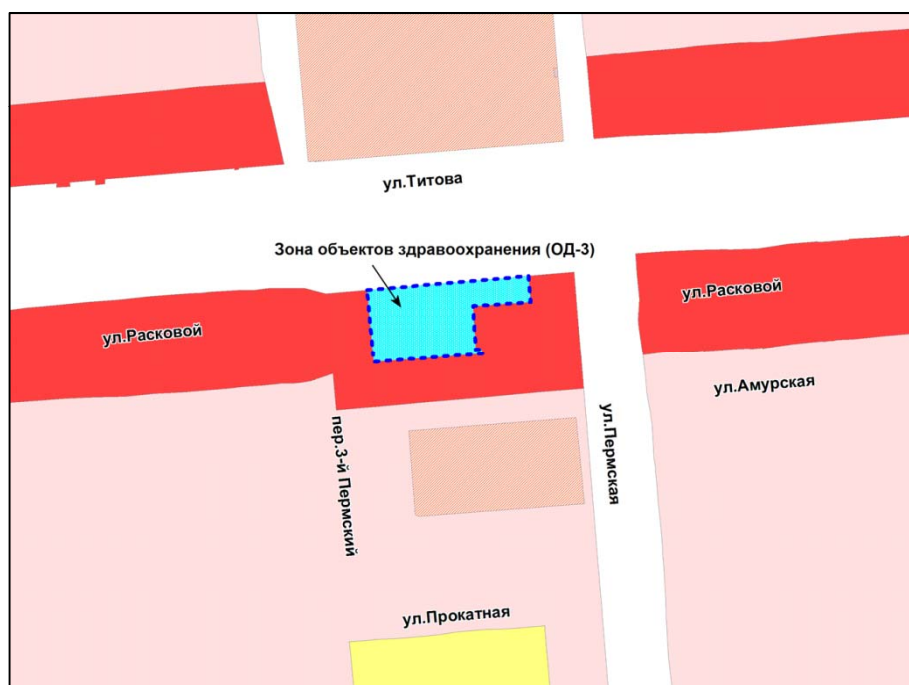 ул.Титова
Зона объектов здравоохранения (ОД-3)
ул.Расковой
ул.Расковой
ул.Амурская
пер.3-й Пермский
ул.Пермская
ул.Прокатная